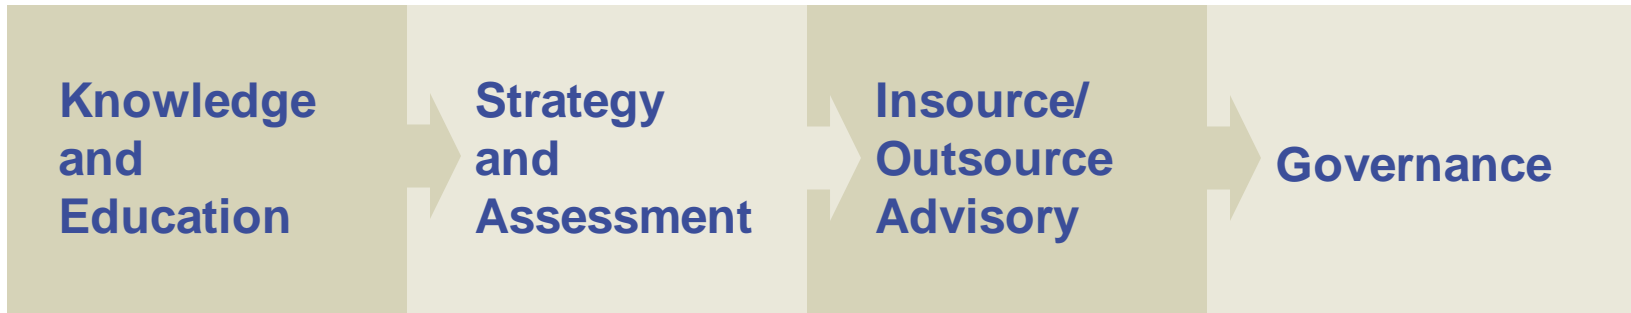 Knowledge
and
Education
Strategy
and
Assessment
Insource/
Outsource
Advisory
Governance